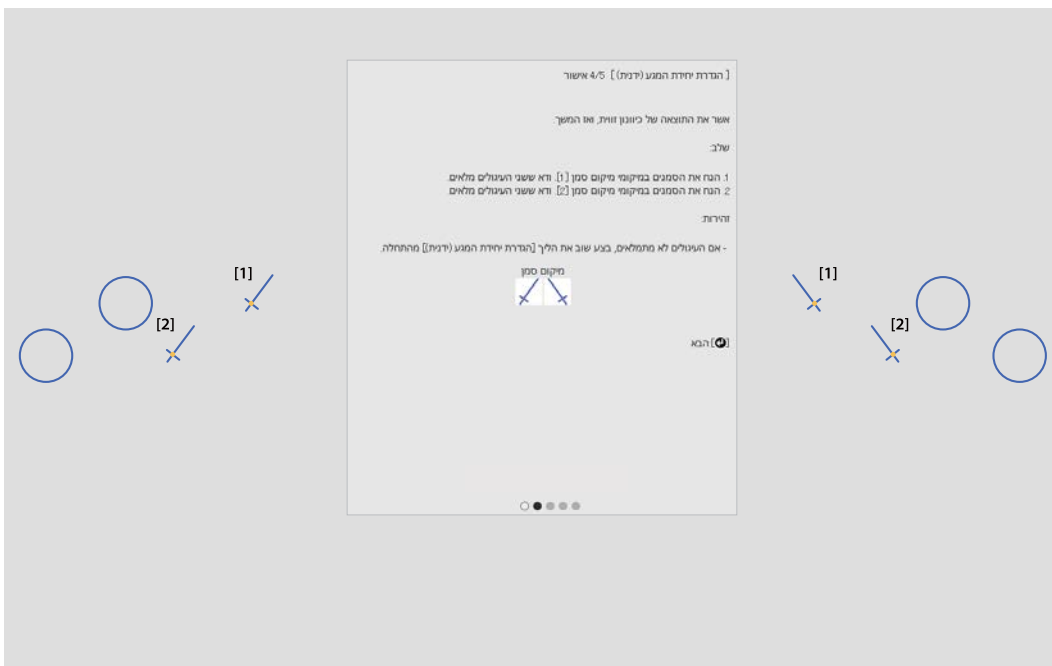 [ הגדרת יחידת המגע (ידנית) ] 4/5 אישור
אשר את התוצאה של כיוונון זווית, ואז המשך.
שלב:
1. הנח את הסמנים במיקומי מיקום סמן [1]. ודא ששני העיגולים מלאים.
2. הנח את הסמנים במיקומי מיקום סמן [2]. ודא ששני העיגולים מלאים.
זהירות:
- אם העיגולים לא מתמלאים, בצע שוב את הליך [הגדרת יחידת המגע (ידנית)] מהתחלה.
מיקום סמן
[1]
[1]
[2]
[2]
[ ]:הבא